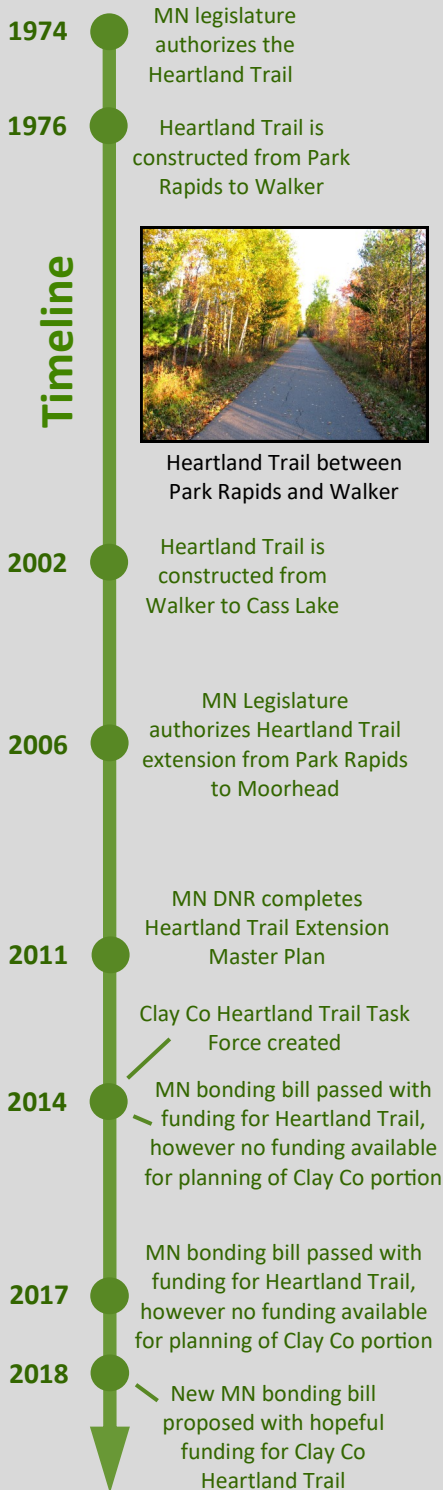 1974
MN legislature
authorizes the
Heartland Trail
1976
Heartland Trail is
constructed from Park
Rapids to Walker
Timeline
Heartland Trail between
Park Rapids and Walker
2002
Heartland Trail is
constructed from
Walker to Cass Lake
2006
MN Legislature
authorizes Heartland Trail
extension from Park Rapids
to Moorhead
2011
MN DNR completes
Heartland Trail Extension
Master Plan
2014
Clay Co Heartland Trail Task
Force created
MN bonding bill passed with
funding for Heartland Trail,
however no funding available
for planning of Clay Co portion
2017
MN bonding bill passed with
funding for Heartland Trail,
however no funding available
for planning of Clay Co portion
2018
New MN bonding bill
proposed with hopeful
funding for Clay Co
Heartland Trail